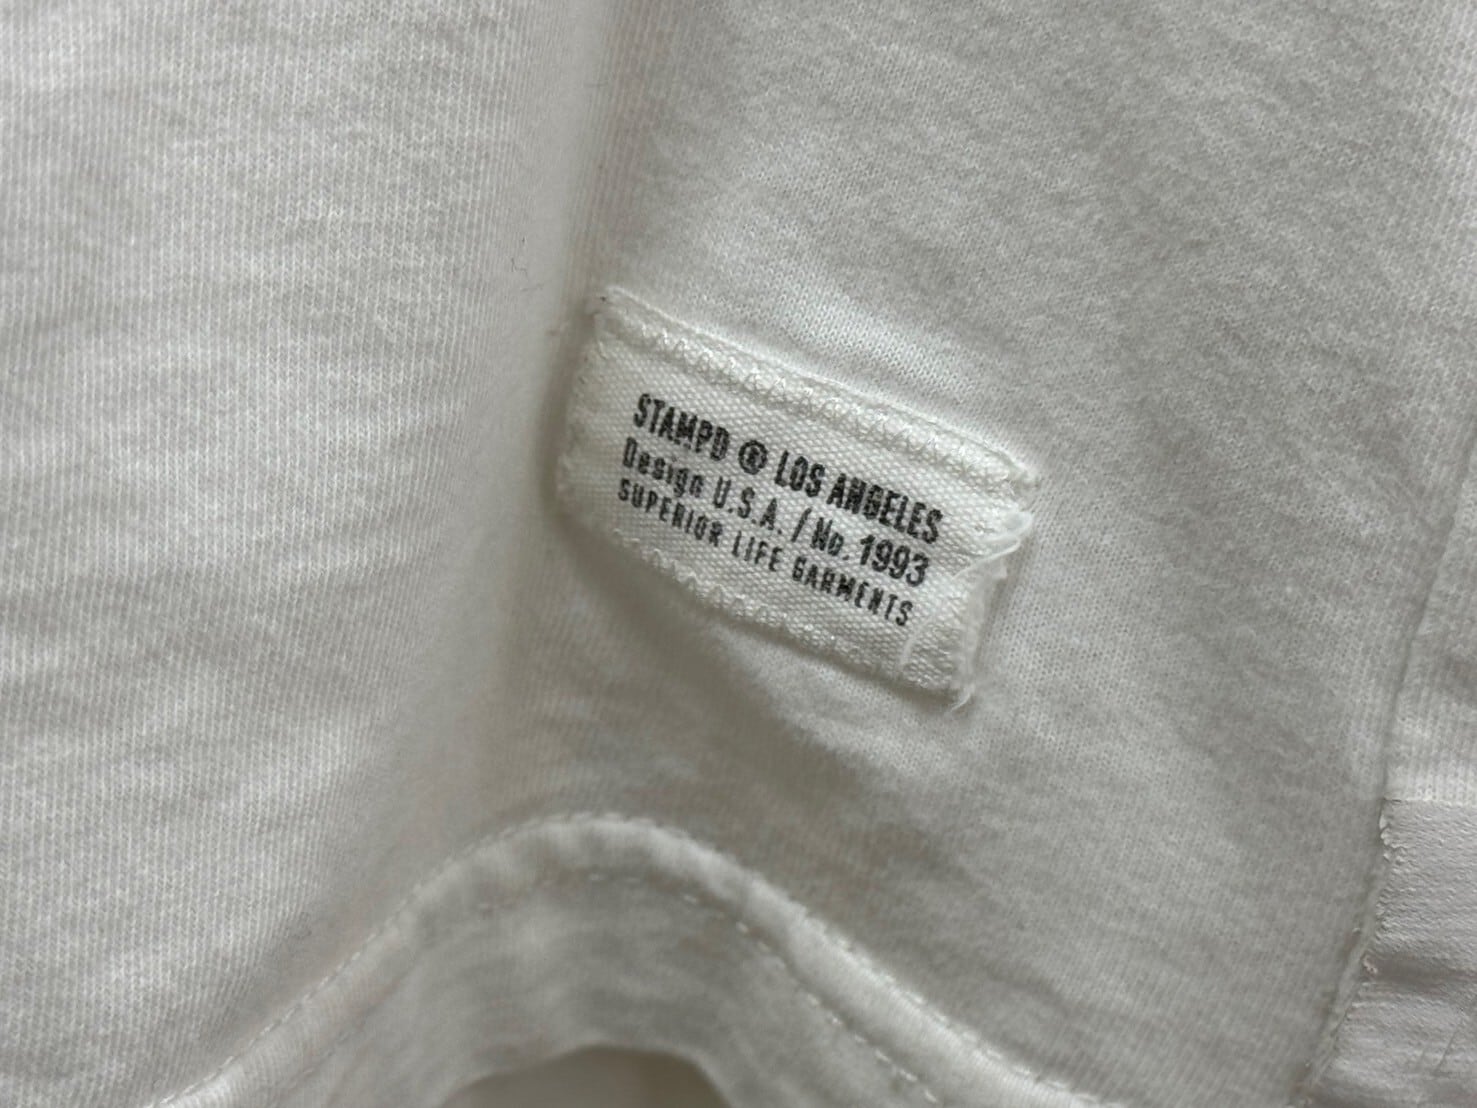 STAMPD ® LOS ANGELES
Design U.S.A. / No. 1993
SUPERIOR LIFE GARMENTS